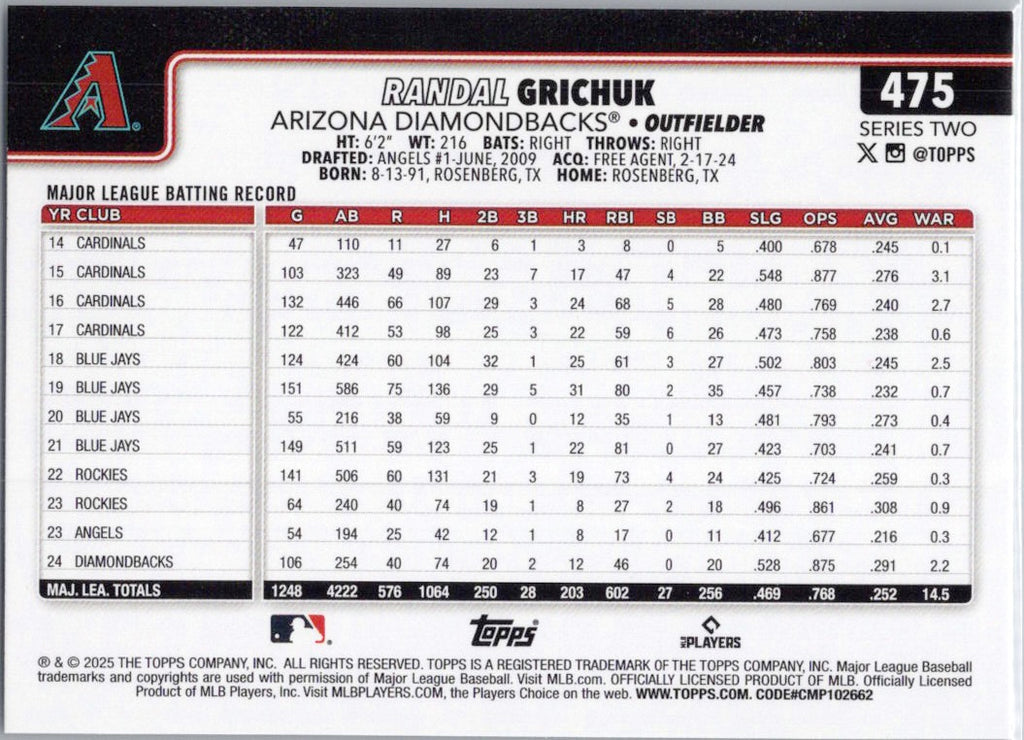 RANDAL GRICHUK
475
ARIZONA DIAMONDBACKS® • OUTFIELDER
SERIES TWO
HT: 6'2" WT: 216 BATS: RIGHT THROWS: RIGHT
@TOPPS
DRAFTED: ANGELS #1-JUNE, 2009 ACQ: FREE AGENT, 2-17-24
BORN: 8-13-91, ROSENBERG, TX HOME: ROSENBERG, TX
MAJOR LEAGUE BATTING RECORD
YR CLUB G AB R H 2B 3B HR RBI SB BB SLG OPS AVG WAR
14 CARDINALS 47 110 11 27 6 1 3 8 0 5 .400 .678 .245 0.1
15 CARDINALS 103 323 49 89 23 7 17 47 4 22 .548 .877 .276 3.1
16 CARDINALS 132 446 66 107 29 3 24 68 5 28 .480 .769 .240 2.7
17 CARDINALS 122 412 53 98 25 3 22 59 6 26 .473 .758 .238 0.6
18 BLUE JAYS 124 424 60 104 32 1 25 61 3 27 .502 .803 .245 2.5
19 BLUE JAYS 151 586 75 136 29 5 31 80 2 35 .457 .738 .232 0.7
20 BLUE JAYS 55 216 38 59 9 0 12 35 1 13 .481 .793 .273 0.4
21 BLUE JAYS 149 511 59 123 25 1 22 81 0 27 .423 .703 .241 0.7
22 ROCKIES 141 506 60 131 21 3 19 73 4 24 .425 .724 .259 0.3
23 ROCKIES 64 240 40 74 19 1 8 27 2 18 .496 .861 .308 0.9
23 ANGELS 54 194 25 42 12 1 8 17 0 11 .412 .677 .216 0.3
24 DIAMONDBACKS 106 254 40 74 20 2 12 46 0 20 .528 .875 .291 2.2
MAJ. LEA. TOTALS 1248 4222 576 1064 250 28 203 602 27 256 .469 .768 .252 14.5
Topps® MLB PLAYERS
® & © 2025 THE TOPPS COMPANY, INC. ALL RIGHTS RESERVED. TOPPS IS A REGISTERED TRADEMARK OF THE TOPPS COMPANY, INC. Major League Baseball
trademarks and copyrights are used with permission of Major League Baseball. Visit MLB.com. OFFICIALLY LICENSED PRODUCT OF MLB. Officially Licensed
Product of MLB Players, Inc. Visit MLBPLAYERS.COM, the Players Choice on the web. WWW.TOPPS.COM. CODE#CMP102662